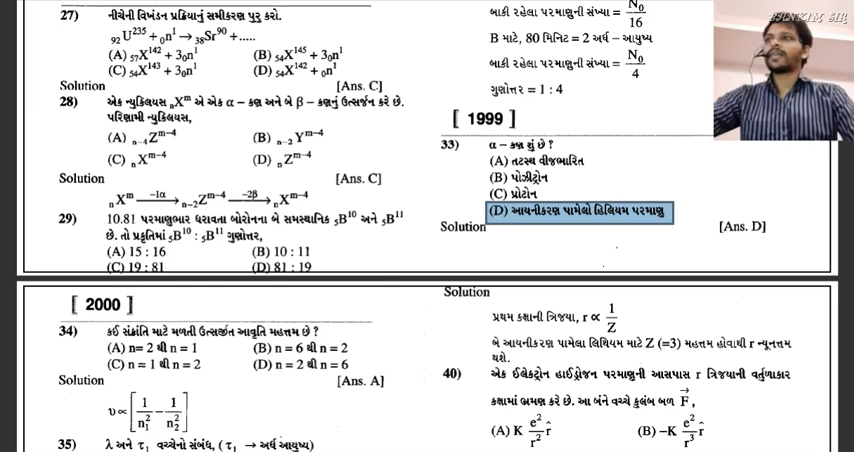 27) નીચેની વિખંડન પ્રક્રિયાનું સમીકરણ પુરૂ કરો.
₉₂U²³⁵ + ₀n¹ → ₃₈Sr⁹⁰ + .....
(A) ₅₇X¹⁴² + 3₀n¹ (B) ₅₄X¹⁴⁵ + 3₀n¹
(C) ₅₄X¹⁴³ + 3₀n¹ (D) ₅₄X¹⁴² + ₀n¹
Solution [Ans. C]
28) એક ન્યુક્લિયસ ₙXᵐ એ એક α – કણ અને બે β – કણનું ઉત્સર્જન કરે છે.
પરિણામી ન્યુક્લિયસ,
(A) ₙ₋₄Zᵐ⁻⁴ (B) ₙ₋₂Yᵐ⁻⁴
(C) ₙXᵐ⁻⁴ (D) ₙZᵐ⁻⁴
Solution [Ans. C]
ₙXᵐ —−1α→ ₙ₋₂Zᵐ⁻⁴ —−2β→ ₙXᵐ⁻⁴
29) 10.81 પરમાણુભાર ધરાવતા બોરોનના બે સમસ્થાનિક ₅B¹⁰ અને ₅B¹¹
છે. તો પ્રકૃતિમાં ₅B¹⁰ : ₅B¹¹ ગુણોત્તર,
(A) 15 : 16 (B) 10 : 11
(C) 19 : 81 (D) 81 : 19
બાકી રહેલા પરમાણુની સંખ્યા = N₀/16
B માટે, 80 મિનિટ = 2 અર્ધ – આયુષ્ય
બાકી રહેલા પરમાણુની સંખ્યા = N₀/4
ગુણોત્તર = 1 : 4
[ 1999 ]
33) α – કણ શું છે ?
(A) તટસ્થ વીજભારિત
(B) પોઝીટ્રોન
(C) પ્રોટોન
(D) આયનીકરણ પામેલો હિલિયમ પરમાણુ
Solution [Ans. D]
BANKIM SIR
[ 2000 ]
34) કઈ સંક્રાંતિ માટે મળતી ઉત્સર્જીત આવૃતિ મહત્તમ છે ?
(A) n= 2 થી n = 1 (B) n = 6 થી n = 2
(C) n = 1 થી n = 2 (D) n = 2 થી n = 6
Solution [Ans. A]
υ ∝ [1/n₁² − 1/n₂²]
35) λ અને τ₁ વચ્ચેનો સંબંધ, ( τ₁ → અર્ધ આયુષ્ય)
Solution
પ્રથમ કક્ષાની ત્રિજયા, r ∝ 1/Z
બે આયનીકરણ પામેલા લિથિયમ માટે Z (=3) મહત્તમ હોવાથી r ન્યૂનત્તમ
થશે.
40) એક ઈલેકટ્રોન હાઈડ્રોજન પરમાણુની આસપાસ r ત્રિજયાની વર્તુળાકાર
કક્ષામાં ભ્રમણ કરે છે. આ બંને વચ્ચે કુલંબ બળ F⃗,
(A) K e²/r² r̂ (B) –K e²/r³ r̂